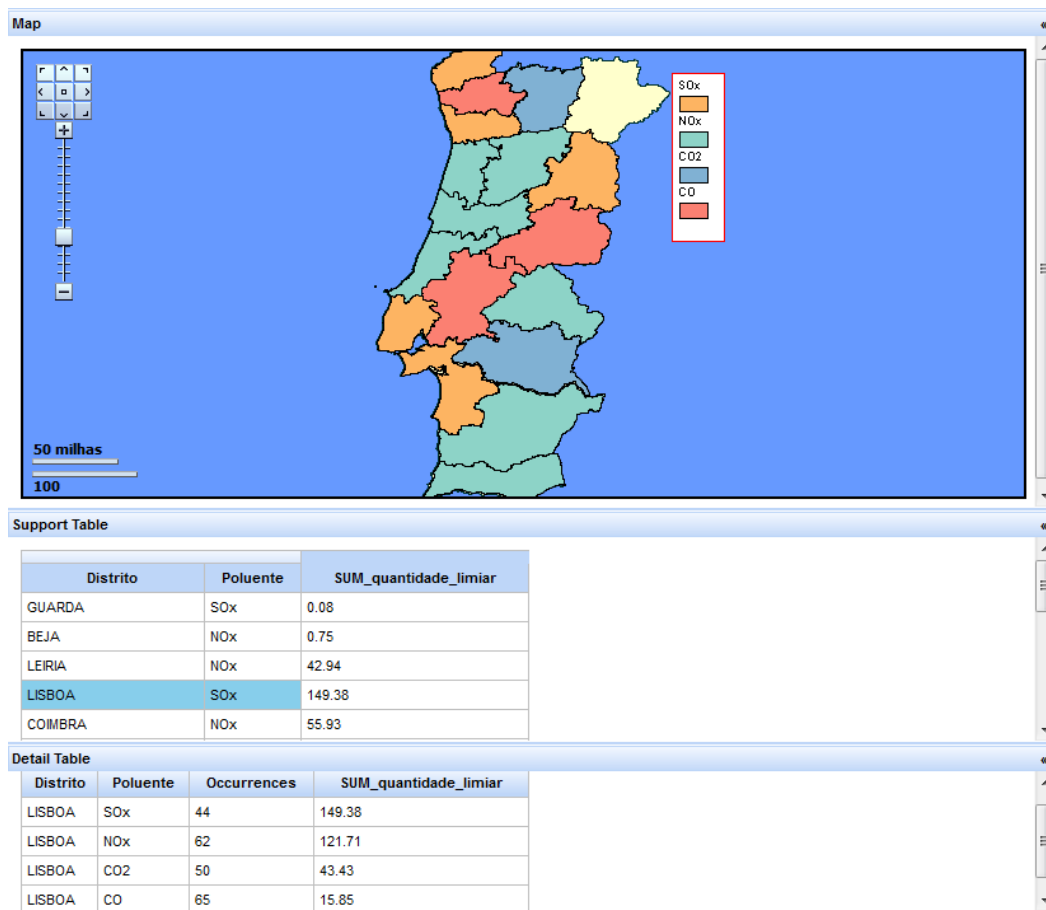 Map
SOx
NOx
CO2
CO
50 milhas
100
Support Table
Distrito Poluente SUM_quantidade_limiar
GUARDA SOx 0.08
BEJA NOx 0.75
LEIRIA NOx 42.94
LISBOA SOx 149.38
COIMBRA NOx 55.93
Detail Table
Distrito Poluente Occurrences SUM_quantidade_limiar
LISBOA SOx 44 149.38
LISBOA NOx 62 121.71
LISBOA CO2 50 43.43
LISBOA CO 65 15.85